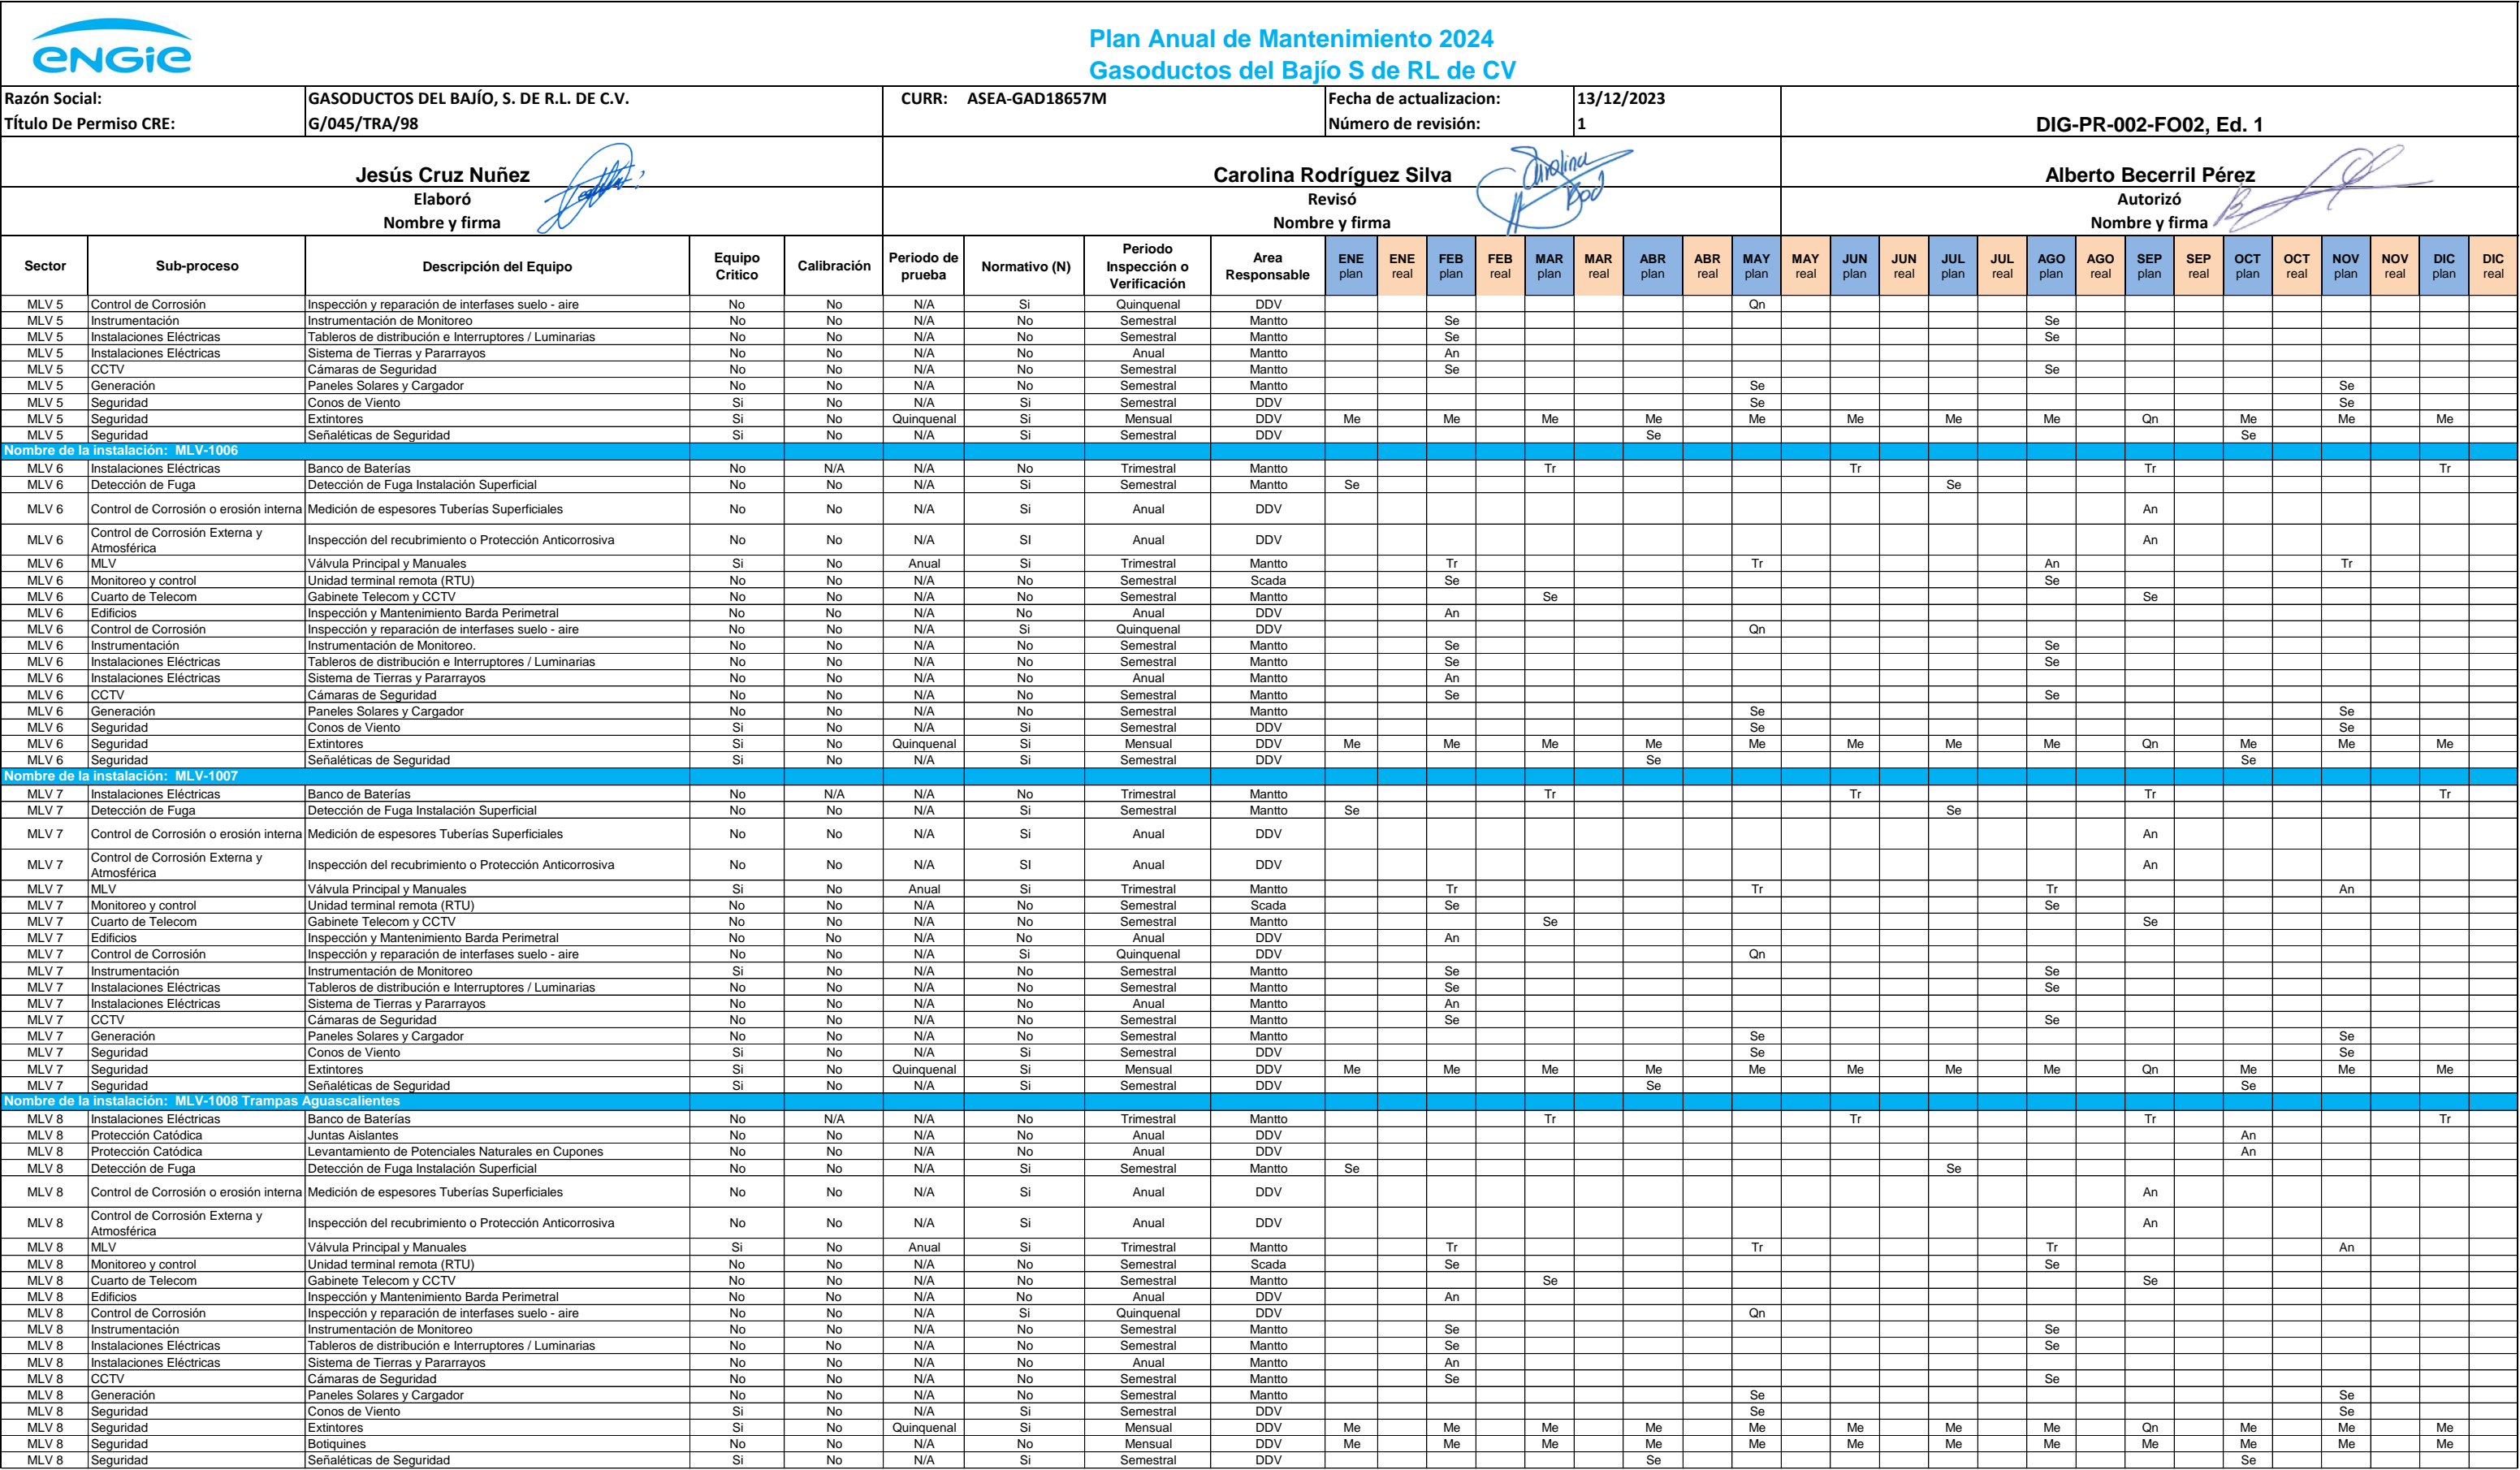 ENGIE
Plan Anual de Mantenimiento 2024
Gasoductos del Bajío S de RL de CV
Razón Social: GASODUCTOS DEL BAJÍO, S. DE R.L. DE C.V. CURR: ASEA-GAD18657M Fecha de actualizacion: 13/12/2023
TÍtulo De Permiso CRE: G/045/TRA/98 Número de revisión: 1 DIG-PR-002-FO02, Ed. 1
Jesús Cruz Nuñez Carolina Rodríguez Silva Alberto Becerril Pérez
Elaboró Revisó Autorizó
Nombre y firma Nombre y firma Nombre y firma
Sector Sub-proceso Descripción del Equipo Equipo Critico Calibración Periodo de prueba Normativo (N) Periodo Inspección o Verificación Area Responsable ENE plan ENE real FEB plan FEB real MAR plan MAR real ABR plan ABR real MAY plan MAY real JUN plan JUN real JUL plan JUL real AGO plan AGO real SEP plan SEP real OCT plan OCT real NOV plan NOV real DIC plan DIC real
MLV 5 Control de Corrosión Inspección y reparación de interfases suelo - aire No No N/A Si Quinquenal DDV Qn
MLV 5 Instrumentación Instrumentación de Monitoreo No No N/A No Semestral Mantto Se Se
MLV 5 Instalaciones Eléctricas Tableros de distribución e Interruptores / Luminarias No No N/A No Semestral Mantto Se Se
MLV 5 Instalaciones Eléctricas Sistema de Tierras y Pararrayos No No N/A No Anual Mantto An
MLV 5 CCTV Cámaras de Seguridad No No N/A No Semestral Mantto Se Se
MLV 5 Generación Paneles Solares y Cargador No No N/A No Semestral Mantto Se Se
MLV 5 Seguridad Conos de Viento Si No N/A Si Semestral DDV Se Se
MLV 5 Seguridad Extintores Si No Quinquenal Si Mensual DDV Me Me Me Me Me Me Me Me Qn Me Me Me
MLV 5 Seguridad Señaléticas de Seguridad Si No N/A Si Semestral DDV Se Se
Nombre de la instalación: MLV-1006
MLV 6 Instalaciones Eléctricas Banco de Baterías No N/A N/A No Trimestral Mantto Tr Tr Tr Tr
MLV 6 Detección de Fuga Detección de Fuga Instalación Superficial No No N/A Si Semestral Mantto Se Se
MLV 6 Control de Corrosión o erosión interna Medición de espesores Tuberías Superficiales No No N/A Si Anual DDV An
MLV 6 Control de Corrosión Externa y Atmosférica Inspección del recubrimiento o Protección Anticorrosiva No No N/A SI Anual DDV An
MLV 6 MLV Válvula Principal y Manuales Si No Anual Si Trimestral Mantto Tr Tr An Tr
MLV 6 Monitoreo y control Unidad terminal remota (RTU) No No N/A No Semestral Scada Se Se
MLV 6 Cuarto de Telecom Gabinete Telecom y CCTV No No N/A No Semestral Mantto Se Se
MLV 6 Edificios Inspección y Mantenimiento Barda Perimetral No No N/A No Anual DDV An
MLV 6 Control de Corrosión Inspección y reparación de interfases suelo - aire No No N/A Si Quinquenal DDV Qn
MLV 6 Instrumentación Instrumentación de Monitoreo. No No N/A No Semestral Mantto Se Se
MLV 6 Instalaciones Eléctricas Tableros de distribución e Interruptores / Luminarias No No N/A No Semestral Mantto Se Se
MLV 6 Instalaciones Eléctricas Sistema de Tierras y Pararrayos No No N/A No Anual Mantto An
MLV 6 CCTV Cámaras de Seguridad No No N/A No Semestral Mantto Se Se
MLV 6 Generación Paneles Solares y Cargador No No N/A No Semestral Mantto Se Se
MLV 6 Seguridad Conos de Viento Si No N/A Si Semestral DDV Se Se
MLV 6 Seguridad Extintores Si No Quinquenal Si Mensual DDV Me Me Me Me Me Me Me Me Qn Me Me Me
MLV 6 Seguridad Señaléticas de Seguridad Si No N/A Si Semestral DDV Se Se
Nombre de la instalación: MLV-1007
MLV 7 Instalaciones Eléctricas Banco de Baterías No N/A N/A No Trimestral Mantto Tr Tr Tr Tr
MLV 7 Detección de Fuga Detección de Fuga Instalación Superficial No No N/A Si Semestral Mantto Se Se
MLV 7 Control de Corrosión o erosión interna Medición de espesores Tuberías Superficiales No No N/A Si Anual DDV An
MLV 7 Control de Corrosión Externa y Atmosférica Inspección del recubrimiento o Protección Anticorrosiva No No N/A SI Anual DDV An
MLV 7 MLV Válvula Principal y Manuales Si No Anual Si Trimestral Mantto Tr Tr Tr An
MLV 7 Monitoreo y control Unidad terminal remota (RTU) No No N/A No Semestral Scada Se Se
MLV 7 Cuarto de Telecom Gabinete Telecom y CCTV No No N/A No Semestral Mantto Se Se
MLV 7 Edificios Inspección y Mantenimiento Barda Perimetral No No N/A No Anual DDV An
MLV 7 Control de Corrosión Inspección y reparación de interfases suelo - aire No No N/A Si Quinquenal DDV Qn
MLV 7 Instrumentación Instrumentación de Monitoreo Si No N/A No Semestral Mantto Se Se
MLV 7 Instalaciones Eléctricas Tableros de distribución e Interruptores / Luminarias No No N/A No Semestral Mantto Se Se
MLV 7 Instalaciones Eléctricas Sistema de Tierras y Pararrayos No No N/A No Anual Mantto An
MLV 7 CCTV Cámaras de Seguridad No No N/A No Semestral Mantto Se Se
MLV 7 Generación Paneles Solares y Cargador No No N/A No Semestral Mantto Se Se
MLV 7 Seguridad Conos de Viento Si No N/A Si Semestral DDV Se Se
MLV 7 Seguridad Extintores Si No Quinquenal Si Mensual DDV Me Me Me Me Me Me Me Me Qn Me Me Me
MLV 7 Seguridad Señaléticas de Seguridad Si No N/A Si Semestral DDV Se Se
Nombre de la instalación: MLV-1008 Trampas Aguascalientes
MLV 8 Instalaciones Eléctricas Banco de Baterías No N/A N/A No Trimestral Mantto Tr Tr Tr Tr
MLV 8 Protección Catódica Juntas Aislantes No No N/A No Anual DDV An
MLV 8 Protección Catódica Levantamiento de Potenciales Naturales en Cupones No No N/A No Anual DDV An
MLV 8 Detección de Fuga Detección de Fuga Instalación Superficial No No N/A Si Semestral Mantto Se Se
MLV 8 Control de Corrosión o erosión interna Medición de espesores Tuberías Superficiales No No N/A Si Anual DDV An
MLV 8 Control de Corrosión Externa y Atmosférica Inspección del recubrimiento o Protección Anticorrosiva No No N/A Si Anual DDV An
MLV 8 MLV Válvula Principal y Manuales Si No Anual Si Trimestral Mantto Tr Tr Tr An
MLV 8 Monitoreo y control Unidad terminal remota (RTU) No No N/A No Semestral Scada Se Se
MLV 8 Cuarto de Telecom Gabinete Telecom y CCTV No No N/A No Semestral Mantto Se Se
MLV 8 Edificios Inspección y Mantenimiento Barda Perimetral No No N/A No Anual DDV An
MLV 8 Control de Corrosión Inspección y reparación de interfases suelo - aire No No N/A Si Quinquenal DDV Qn
MLV 8 Instrumentación Instrumentación de Monitoreo No No N/A No Semestral Mantto Se Se
MLV 8 Instalaciones Eléctricas Tableros de distribución e Interruptores / Luminarias No No N/A No Semestral Mantto Se Se
MLV 8 Instalaciones Eléctricas Sistema de Tierras y Pararrayos No No N/A No Anual Mantto An
MLV 8 CCTV Cámaras de Seguridad No No N/A No Semestral Mantto Se Se
MLV 8 Generación Paneles Solares y Cargador No No N/A No Semestral Mantto Se Se
MLV 8 Seguridad Conos de Viento Si No N/A Si Semestral DDV Se Se
MLV 8 Seguridad Extintores Si No Quinquenal Si Mensual DDV Me Me Me Me Me Me Me Me Qn Me Me Me
MLV 8 Seguridad Botiquines No No N/A No Mensual DDV Me Me Me Me Me Me Me Me Me Me Me Me
MLV 8 Seguridad Señaléticas de Seguridad Si No N/A Si Semestral DDV Se Se